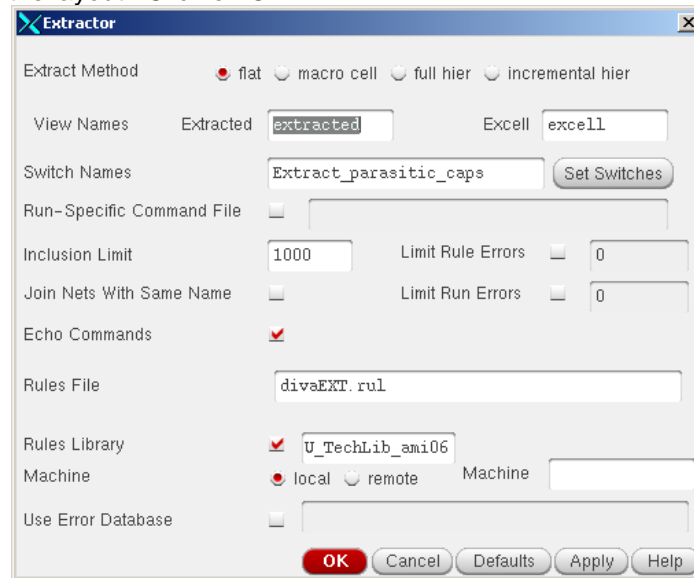 Extractor
Extract Method flat macro cell full hier incremental hier
View Names Extracted extracted Excell excell
Switch Names Extract_parasitic_caps Set Switches
Run-Specific Command File
Inclusion Limit 1000 Limit Rule Errors 0
Join Nets With Same Name Limit Run Errors 0
Echo Commands
Rules File divaEXT.rul
Rules Library U_TechLib_ami06
Machine local remote Machine
Use Error Database
OK Cancel Defaults Apply Help